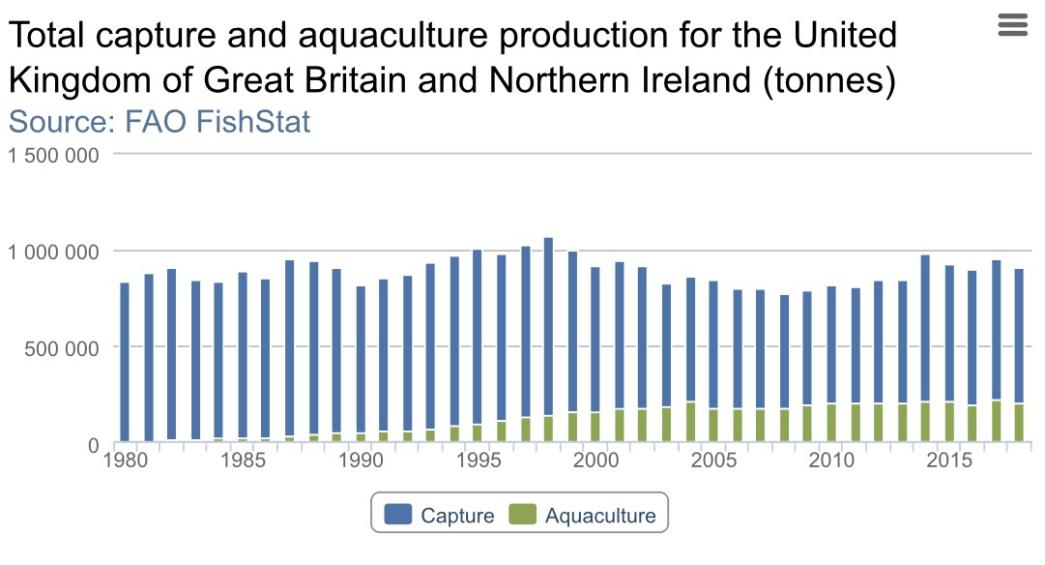 Total capture and aquaculture production for the United
Kingdom of Great Britain and Northern Ireland (tonnes)
Source: FAO FishStat
1 500 000
1 000 000
500 000
0
1980 1985 1990 1995 2000 2005 2010 2015
Capture Aquaculture